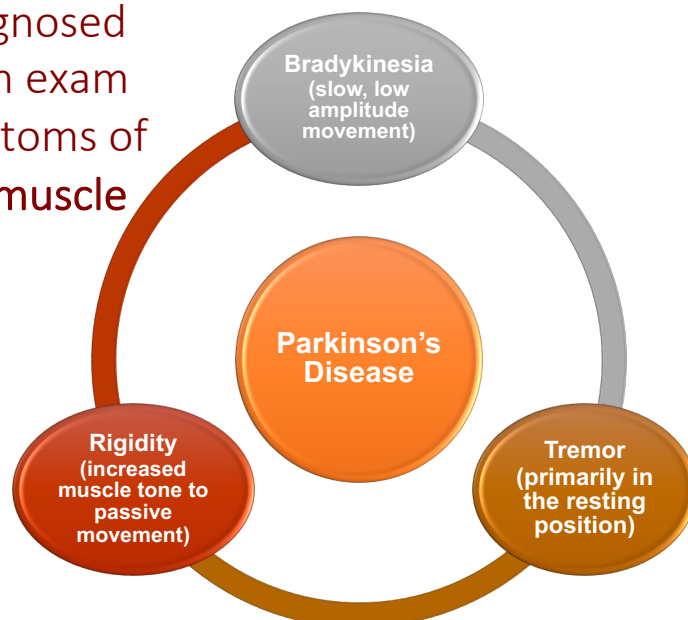 gnosed
n exam
toms of
muscle
Bradykinesia
(slow, low
amplitude
movement)
Parkinson's
Disease
Rigidity
(increased
muscle tone to
passive
movement)
Tremor
(primarily in
the resting
position)